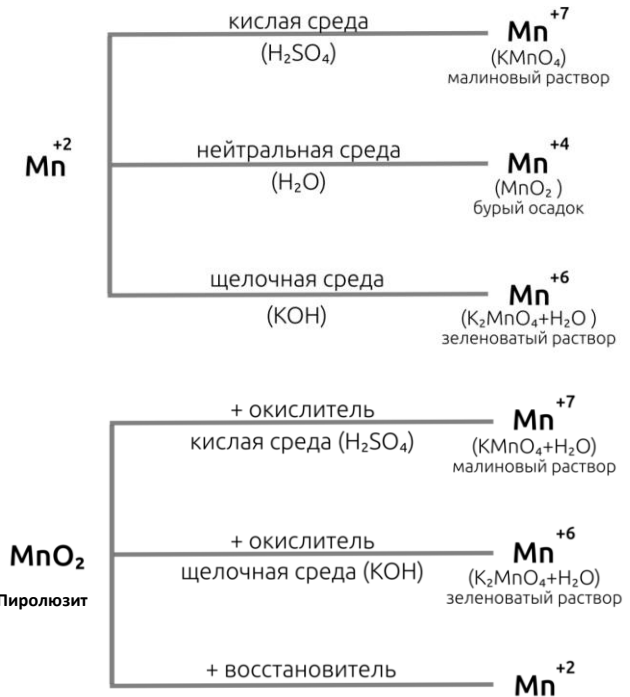 кислая среда
(H₂SO₄)
Mn⁺⁷
(KMnO₄)
малиновый раствор
Mn⁺²
нейтральная среда
(H₂O)
Mn⁺⁴
(MnO₂ )
бурый осадок
щелочная среда
(KOH)
Mn⁺⁶
(K₂MnO₄+H₂O )
зеленоватый раствор
+ окислитель
кислая среда (H₂SO₄)
Mn⁺⁷
(KMnO₄+H₂O)
малиновый раствор
MnO₂
Пиролюзит
+ окислитель
щелочная среда (KOH)
Mn⁺⁶
(K₂MnO₄+H₂O)
зеленоватый раствор
+ восстановитель
Mn⁺²